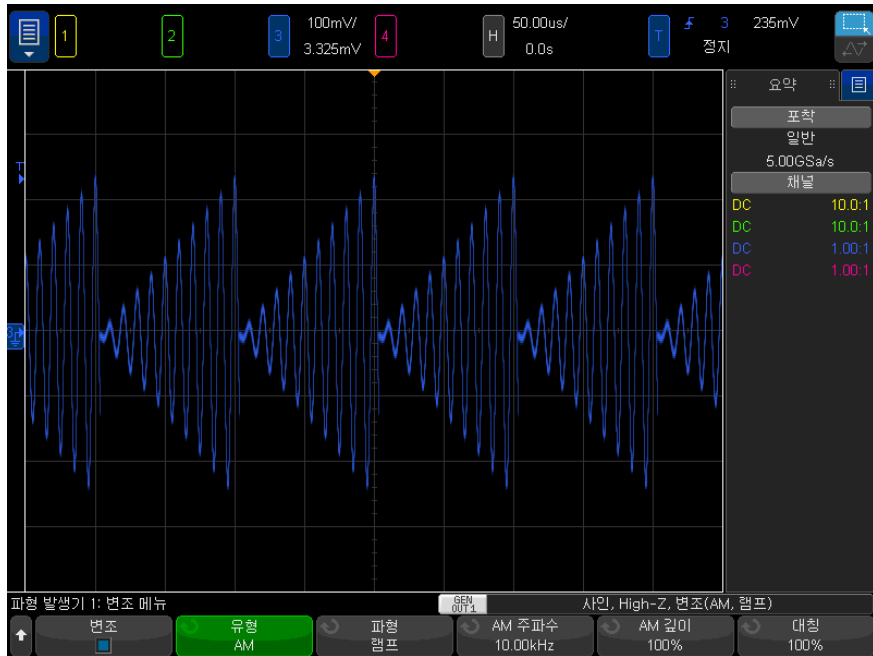 1 2 3 100mV/ 4 H 50.00us/ T 3 235mV
3.325mV 0.0s 정지
요약
포착
일반
5.00GSa/s
채널
DC 10.0:1
DC 10.0:1
DC 1.00:1
DC 1.00:1
T
3
파형 발생기 1: 변조 메뉴 GEN OUT1 사인, High-Z, 변조(AM, 램프)
변조 유형 파형 AM 주파수 AM 깊이 대칭
AM 램프 10.00kHz 100% 100%